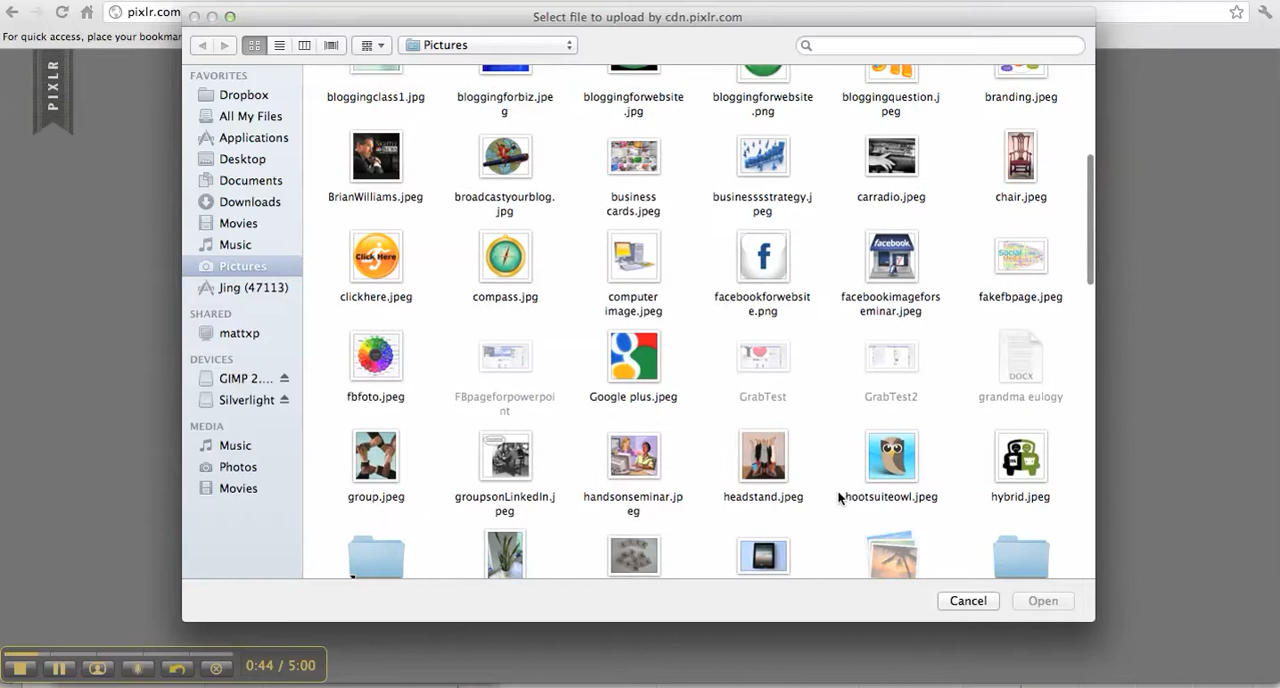 pixlr.com
Select file to upload by cdn.pixlr.com
For quick access, place your bookmar
Pictures
PIXLR
FAVORITES
Dropbox
All My Files
Applications
Desktop
Documents
Downloads
Movies
Music
Pictures
Jing (47113)
SHARED
mattxp
DEVICES
GIMP 2....
Silverlight
MEDIA
Music
Photos
Movies
bloggingclass1.jpg
bloggingforbiz.jpe
g
bloggingforwebsite
.jpg
bloggingforwebsite
.png
bloggingquestion.j
peg
branding.jpeg
BrianWilliams.jpeg
broadcastyourblog.
jpg
business
cards.jpeg
businesssstrategy.j
peg
carradio.jpeg
chair.jpeg
Click Here
clickhere.jpeg
compass.jpg
computer
image.jpeg
f
facebookforwebsit
e.png
facebook
facebookimagefors
eminar.jpeg
Social
fakefbpage.jpeg
fbfoto.jpeg
FBpageforpowerpoi
nt
Google plus.jpeg
GrabTest
GrabTest2
DOCX
grandma eulogy
group.jpeg
groupsonLinkedIn.j
peg
handsonseminar.jp
eg
headstand.jpeg
hootsuiteowl.jpeg
hybrid.jpeg
Cancel
Open
0:44 / 5:00